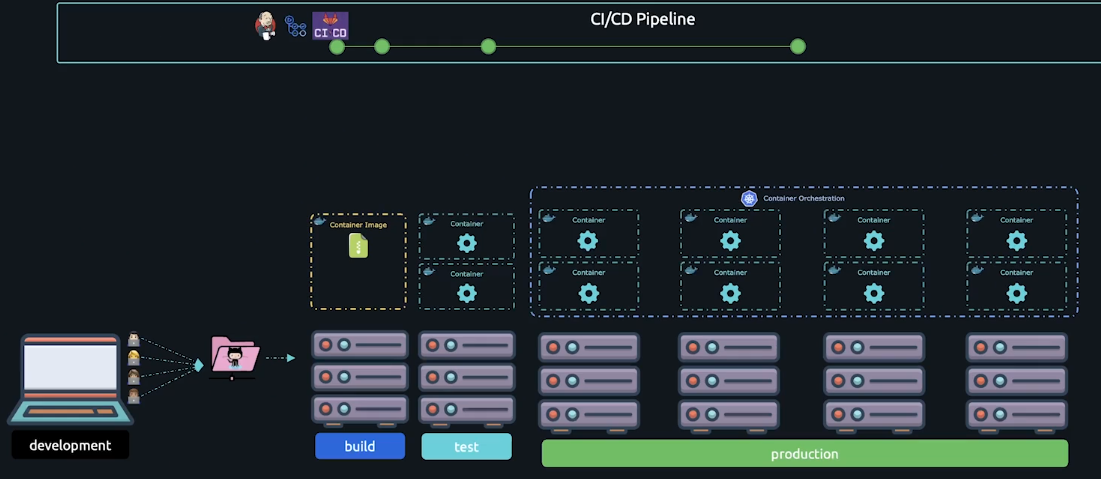 CI/CD Pipeline
CI CD
Container Orchestration
Container Image
Container
Container
Container
Container
Container
Container
Container
Container
Container
Container
development
build
test
production